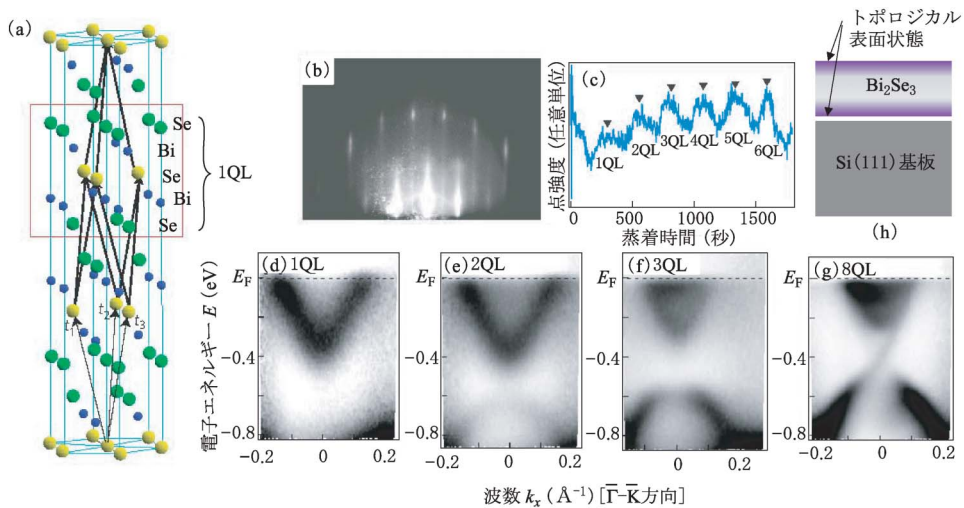 (a)
Se
Bi
Se
Bi
Se
1QL
t1
t2
t3
(b)
(c)
点強度 (任意単位)
1QL
2QL
3QL
4QL
5QL
6QL
0
500
1000
1500
蒸着時間 (秒)
トポロジカル
表面状態
Bi2Se3
Si(111)基板
(h)
電子エネルギー E (eV)
(d) 1QL
EF
−0.4
−0.8
−0.2
0
0.2
(e) 2QL
EF
−0.4
−0.8
−0.2
0
0.2
(f) 3QL
EF
−0.4
−0.8
−0.2
0
0.2
(g) 8QL
EF
−0.4
−0.8
−0.2
0
0.2
波数 kx (Å−1) [Γ̄−K̄方向]